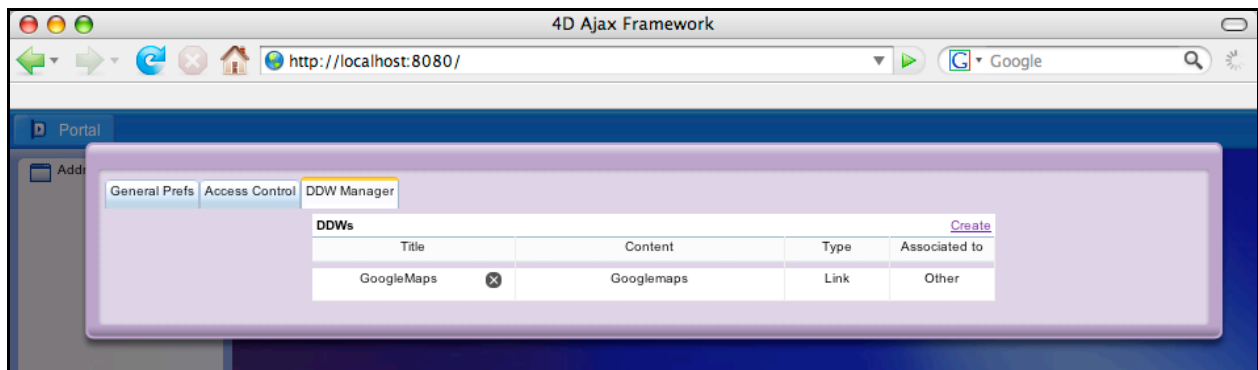 4D Ajax Framework
http://localhost:8080/
G Google
Portal
Addr
General Prefs Access Control DDW Manager
DDWs Create
Title Content Type Associated to
GoogleMaps Googlemaps Link Other